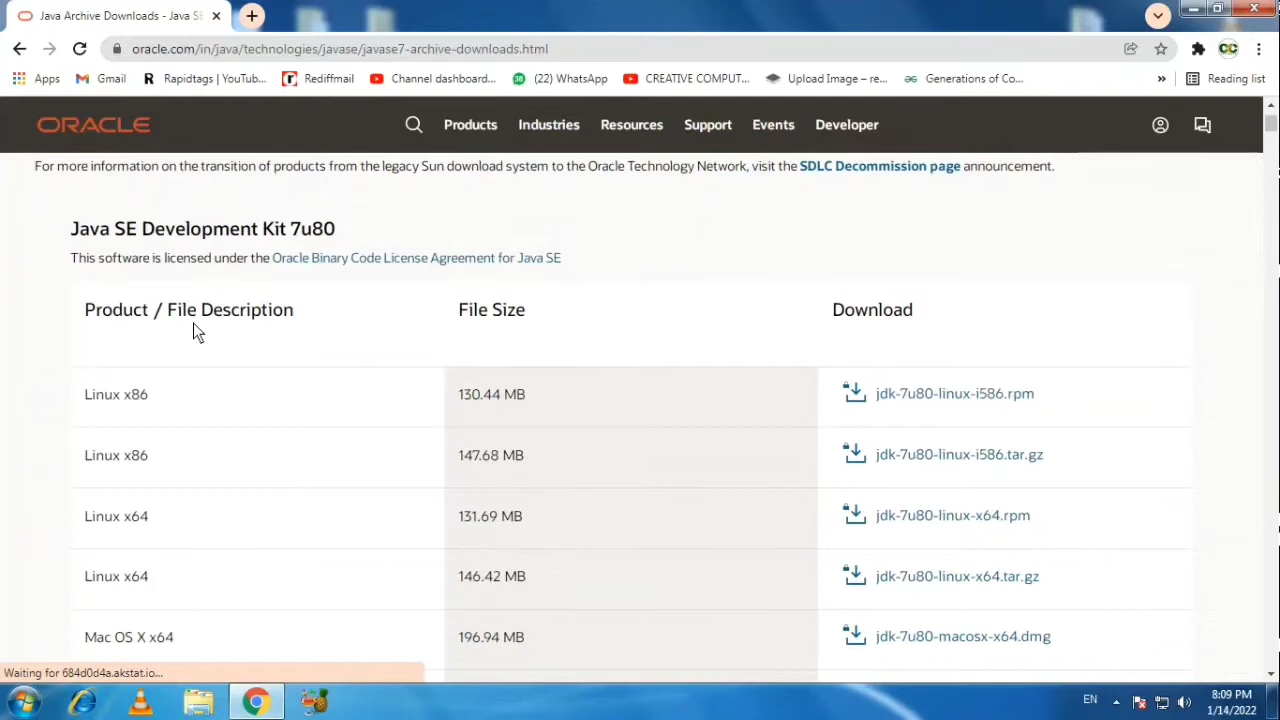 Java Archive Downloads - Java SE
oracle.com/in/java/technologies/javase/javase7-archive-downloads.html
Apps
Gmail
Rapidtags | YouTub...
Rediffmail
Channel dashboard...
(22) WhatsApp
CREATIVE COMPUT...
Upload Image – re...
Generations of Co...
»
Reading list
ORACLE
Products
Industries
Resources
Support
Events
Developer
For more information on the transition of products from the legacy Sun download system to the Oracle Technology Network, visit the SDLC Decommission page announcement.
Java SE Development Kit 7u80
This software is licensed under the Oracle Binary Code License Agreement for Java SE
Product / File Description File Size Download
Linux x86 130.44 MB jdk-7u80-linux-i586.rpm
Linux x86 147.68 MB jdk-7u80-linux-i586.tar.gz
Linux x64 131.69 MB jdk-7u80-linux-x64.rpm
Linux x64 146.42 MB jdk-7u80-linux-x64.tar.gz
Mac OS X x64 196.94 MB jdk-7u80-macosx-x64.dmg
Waiting for 684d0d4a.akstat.io...
EN
8:09 PM
1/14/2022